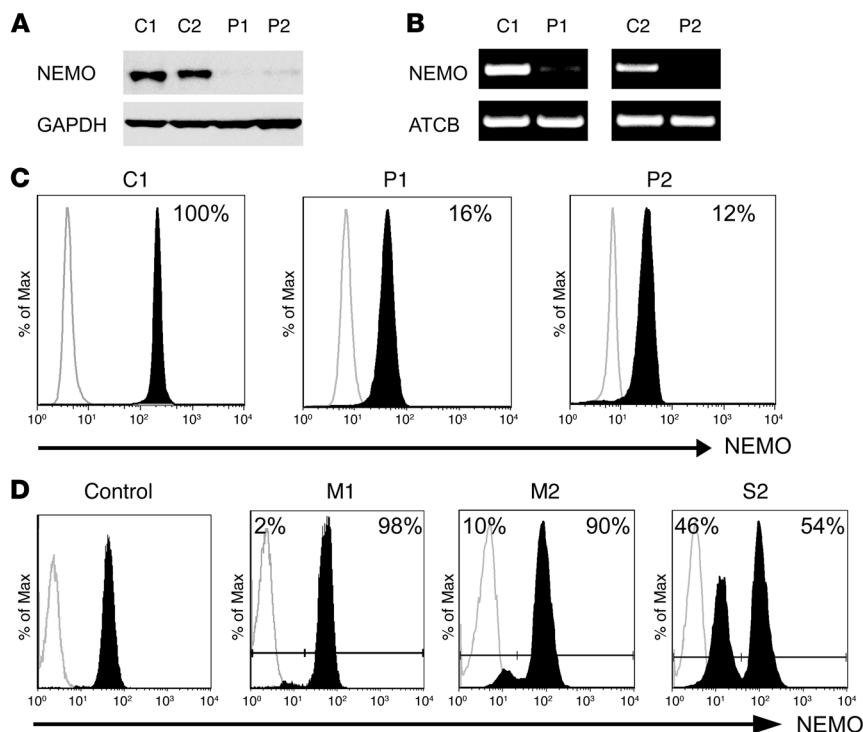 A C1 C2 P1 P2
NEMO
GAPDH
B C1 P1 C2 P2
NEMO
ATCB
C
C1 P1 P2
100% 16% 12%
% of Max % of Max % of Max
10⁰ 10¹ 10² 10³ 10⁴ 10⁰ 10¹ 10² 10³ 10⁴ 10⁰ 10¹ 10² 10³ 10⁴
NEMO
D Control M1 M2 S2
2% 98% 10% 90% 46% 54%
% of Max % of Max % of Max % of Max
10⁰ 10¹ 10² 10³ 10⁴ 10⁰ 10¹ 10² 10³ 10⁴ 10⁰ 10¹ 10² 10³ 10⁴ 10⁰ 10¹ 10² 10³ 10⁴
NEMO